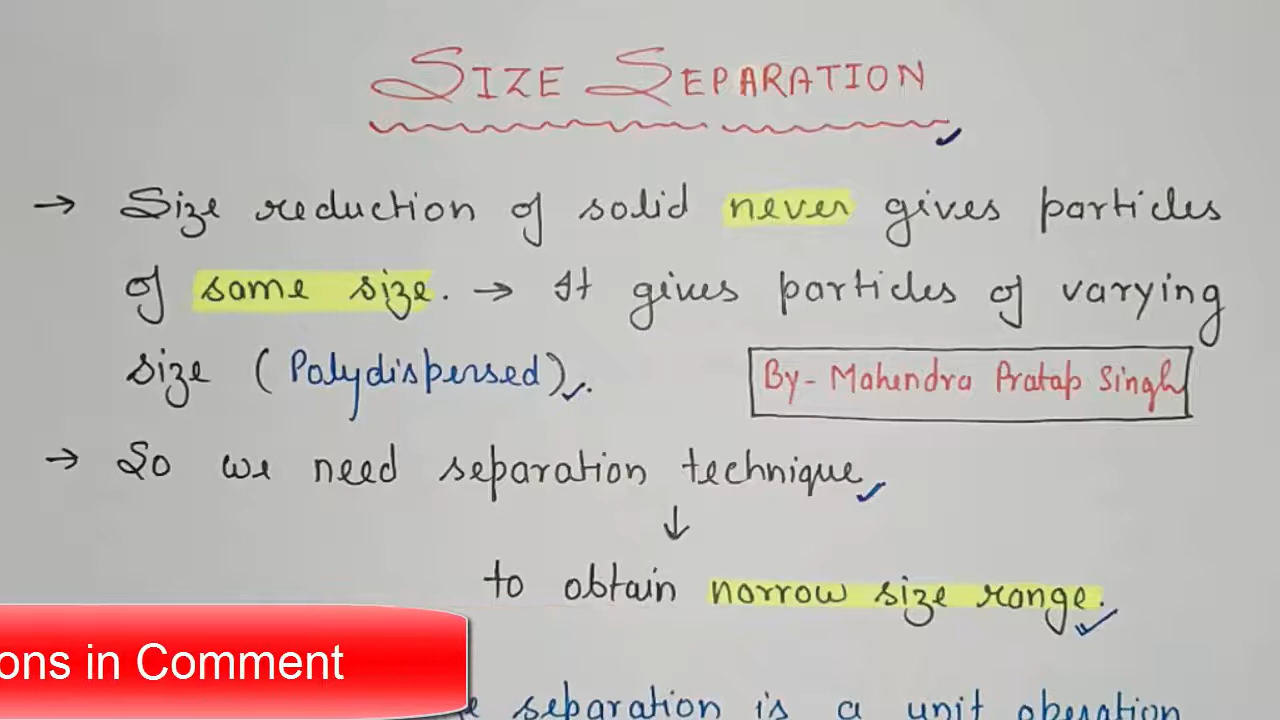 SIZE SEPARATION
→ Size reduction of solid never gives particles
of same size. → It gives particles of varying
size (Polydispersed).
By- Mahendra Pratap Singh
→ So we need separation technique
↓
to obtain narrow size range.
ons in Comment
separation is a unit operation